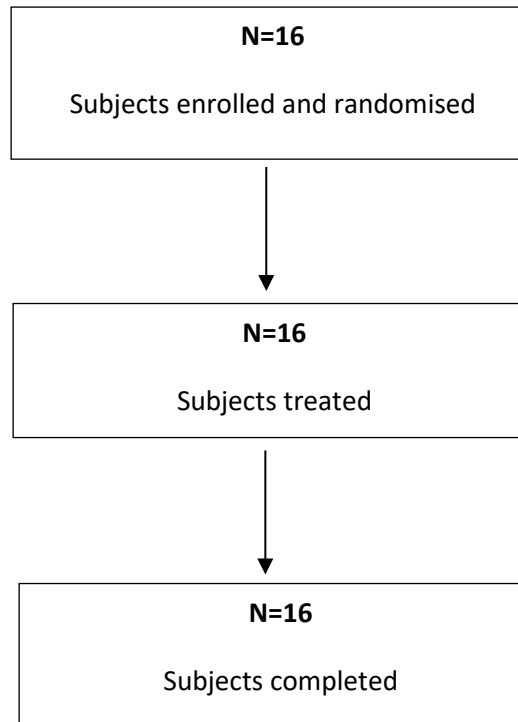 N=16
Subjects enrolled and randomised
N=16
Subjects treated
N=16
Subjects completed